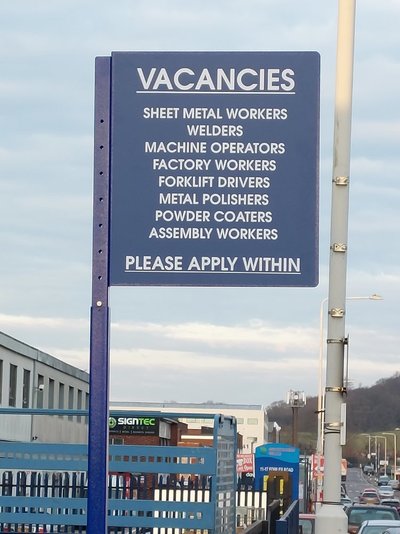 VACANCIES
SHEET METAL WORKERS
WELDERS
MACHINE OPERATORS
FACTORY WORKERS
FORKLIFT DRIVERS
METAL POLISHERS
POWDER COATERS
ASSEMBLY WORKERS
PLEASE APPLY WITHIN
SIGNTEC
DIRECT